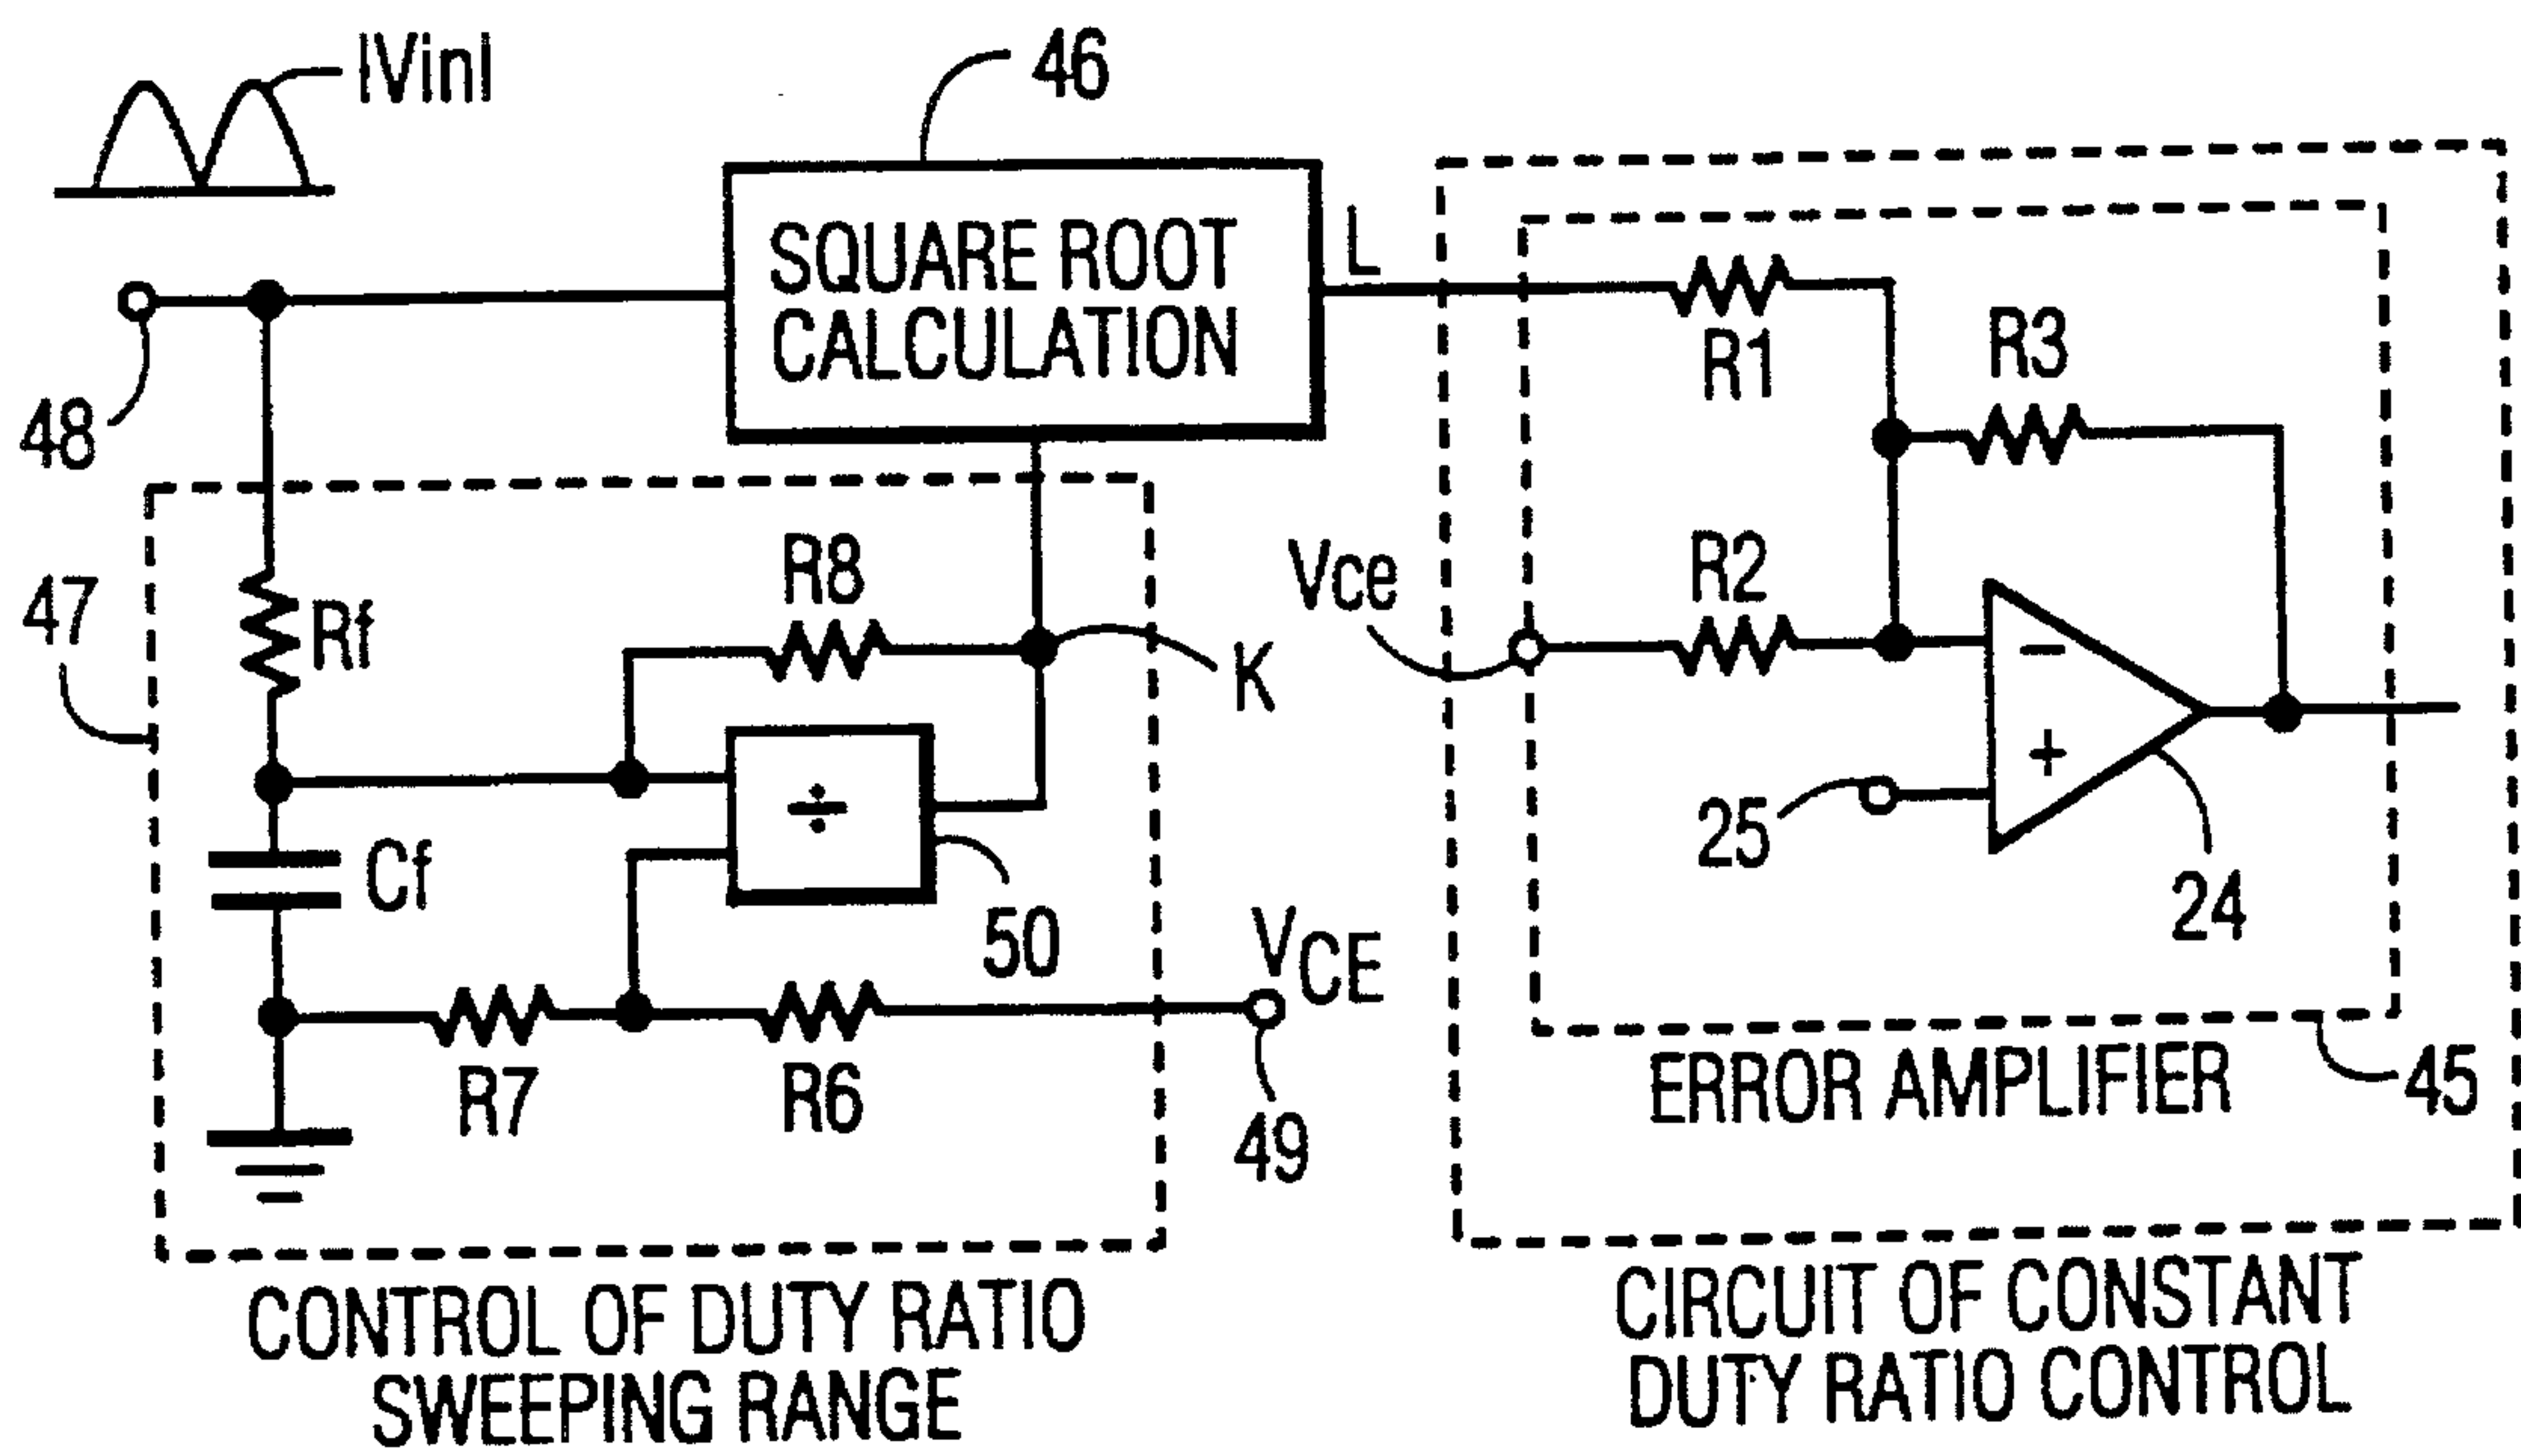 |Vin|
46
SQUARE ROOT
CALCULATION
L
R1
R3
48
47
Rf
R8
K
Vce
R2
−
+
25
24
÷
50
Cf
VCE
49
R7
R6
ERROR AMPLIFIER
45
CONTROL OF DUTY RATIO
SWEEPING RANGE
CIRCUIT OF CONSTANT
DUTY RATIO CONTROL